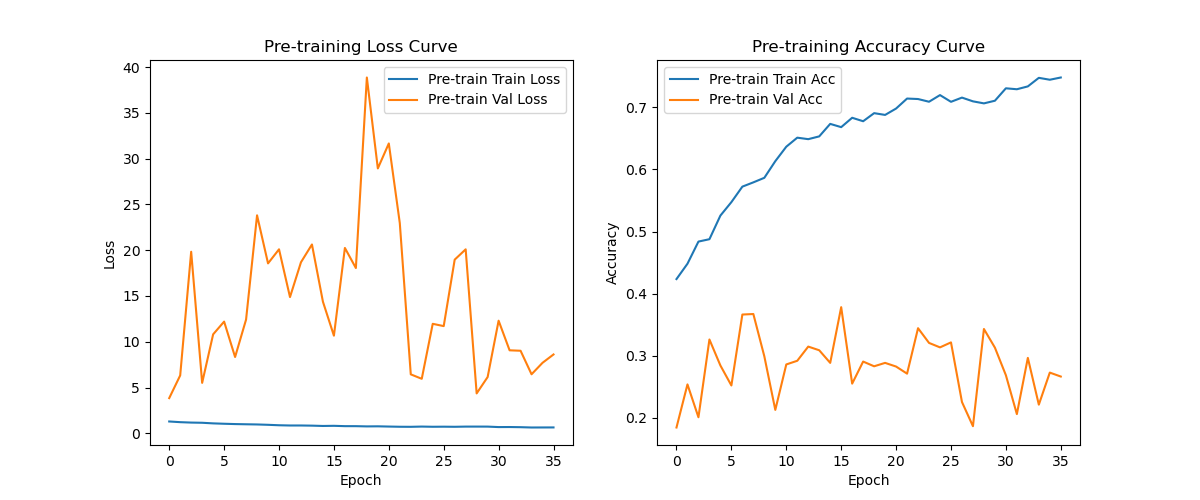 Pre-training Loss Curve
Pre-train Train Loss
Pre-train Val Loss
40
35
30
25
20
15
10
5
0
Loss
0 5 10 15 20 25 30 35
Epoch
Pre-training Accuracy Curve
Pre-train Train Acc
Pre-train Val Acc
0.7
0.6
0.5
0.4
0.3
0.2
Accuracy
0 5 10 15 20 25 30 35
Epoch